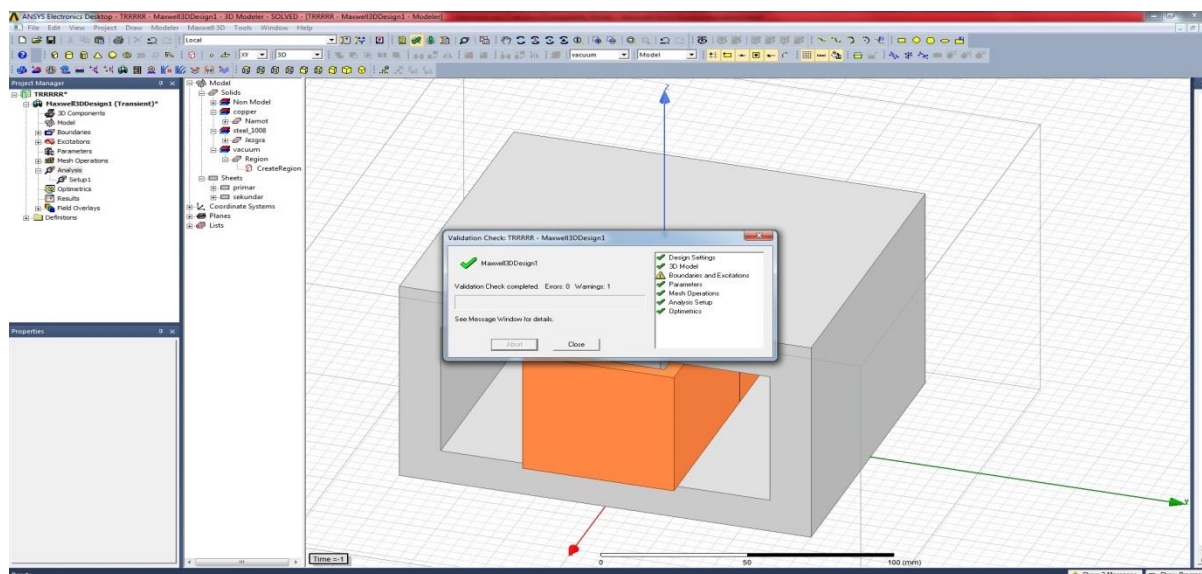 ANSYS Electronics Desktop - TRRRRR - Maxwell3DDesign1 - 3D Modeler - SOLVED - [TRRRRR - Maxwell3DDesign1 - Modeler]
File Edit View Project Draw Modeler Maxwell 3D Tools Window Help
Local
XY 3D vacuum Model
Project Manager
TRRRRR*
Maxwell3DDesign1 (Transient)*
3D Components
Model
Boundaries
Excitations
Parameters
Mesh Operations
Analysis
Setup1
Optimetrics
Results
Field Overlays
Definitions
Model
Solids
Non Model
copper
Namot
steel_1008
Jezgra
vacuum
Region
CreateRegion
Sheets
primar
sekundar
Coordinate Systems
Planes
Lists
Z
Validation Check: TRRRRR - Maxwell3DDesign1
Maxwell3DDesign1
Validation Check completed. Errors: 0 Warnings: 1
See Message Window for details.
Abort Close
Design Settings
3D Model
Boundaries and Excitations
Parameters
Mesh Operations
Analysis Setup
Optimetrics
Properties
Y
Time =-1
0 50 100 (mm)